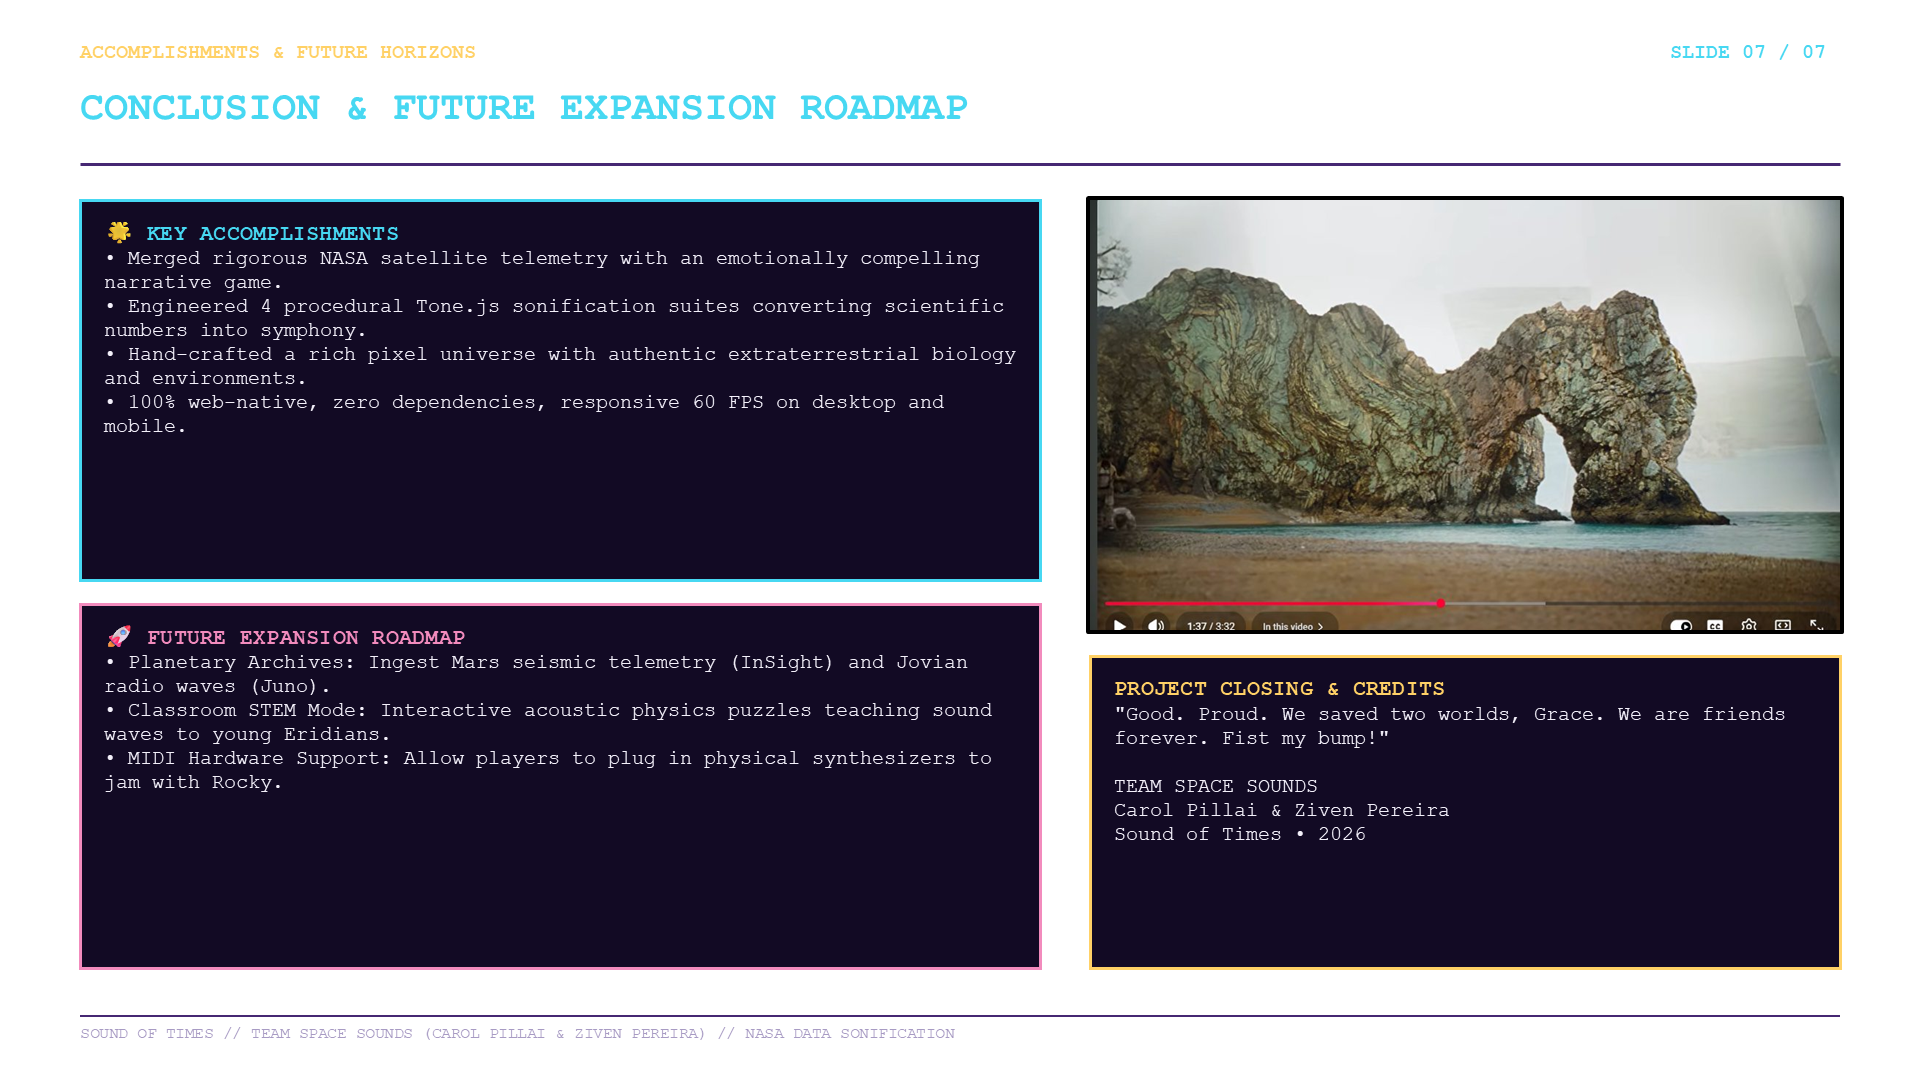 ACCOMPLISHMENTS & FUTURE HORIZONS
SLIDE 07 / 07
CONCLUSION & FUTURE EXPANSION ROADMAP
🌟 KEY ACCOMPLISHMENTS
• Merged rigorous NASA satellite telemetry with an emotionally compelling
narrative game.
• Engineered 4 procedural Tone.js sonification suites converting scientific
numbers into symphony.
• Hand-crafted a rich pixel universe with authentic extraterrestrial biology
and environments.
• 100% web-native, zero dependencies, responsive 60 FPS on desktop and
mobile.
🚀 FUTURE EXPANSION ROADMAP
• Planetary Archives: Ingest Mars seismic telemetry (InSight) and Jovian
radio waves (Juno).
• Classroom STEM Mode: Interactive acoustic physics puzzles teaching sound
waves to young Eridians.
• MIDI Hardware Support: Allow players to plug in physical synthesizers to
jam with Rocky.
1:37 / 3:32
In this video
CC
PROJECT CLOSING & CREDITS
"Good. Proud. We saved two worlds, Grace. We are friends
forever. Fist my bump!"
TEAM SPACE SOUNDS
Carol Pillai & Ziven Pereira
Sound of Times • 2026
SOUND OF TIMES // TEAM SPACE SOUNDS (CAROL PILLAI & ZIVEN PEREIRA) // NASA DATA SONIFICATION